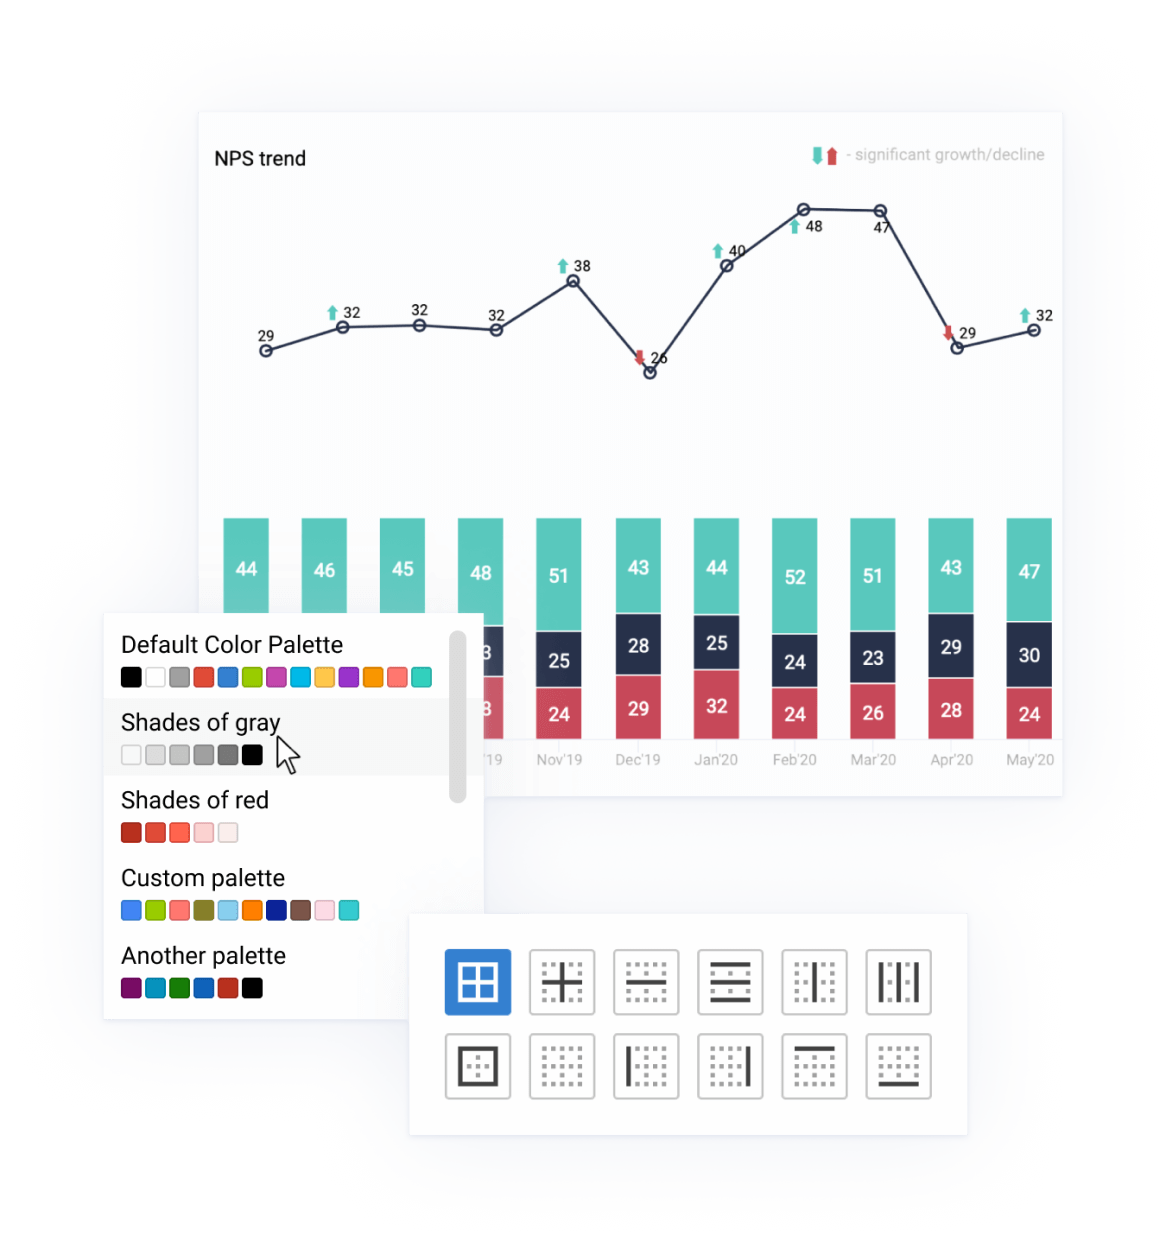 NPS trend
- significant growth/decline
29 32 32 32 38 26 40 48 47 29 32
44 46 45 48 51 43 44 52 51 43 47
3 25 28 25 24 23 29 30
8 24 29 32 24 26 28 24
'19 Nov'19 Dec'19 Jan'20 Feb'20 Mar'20 Apr'20 May'20
Default Color Palette
Shades of gray
Shades of red
Custom palette
Another palette